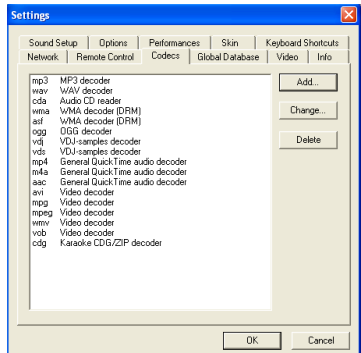 Settings
Sound Setup Options Performances Skin Keyboard Shortcuts
Network Remote Control Codecs Global Database Video Info
mp3 MP3 decoder
wav WAV decoder
cda Audio CD reader
wma WMA decoder (DRM)
asf WMA decoder (DRM)
ogg OGG decoder
vdj VDJ-samples decoder
vds VDJ-samples decoder
mp4 General QuickTime audio decoder
m4a General QuickTime audio decoder
aac General QuickTime audio decoder
avi Video decoder
mpg Video decoder
mpeg Video decoder
wmv Video decoder
vob Video decoder
cdg Karaoke CDG/ZIP decoder
Add...
Change...
Delete
OK Cancel